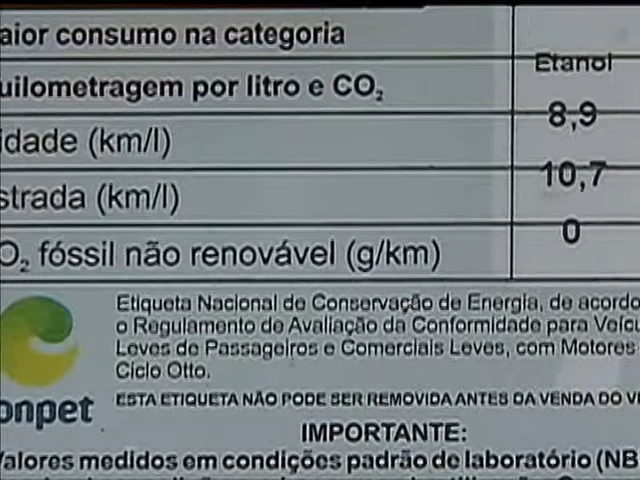 aior consumo na categoria
uilometragem por litro e CO₂ Etanol
idade (km/l) 8,9
strada (km/l) 10,7
O₂ fóssil não renovável (g/km) 0
Etiqueta Nacional de Conservação de Energia, de acordo
o Regulamento de Avaliação da Conformidade para Veícu
Leves de Passageiros e Comerciais Leves, com Motores
Ciclo Otto.
onpet
ESTA ETIQUETA NÃO PODE SER REMOVIDA ANTES DA VENDA DO V
IMPORTANTE:
Valores medidos em condições padrão de laboratório (NB